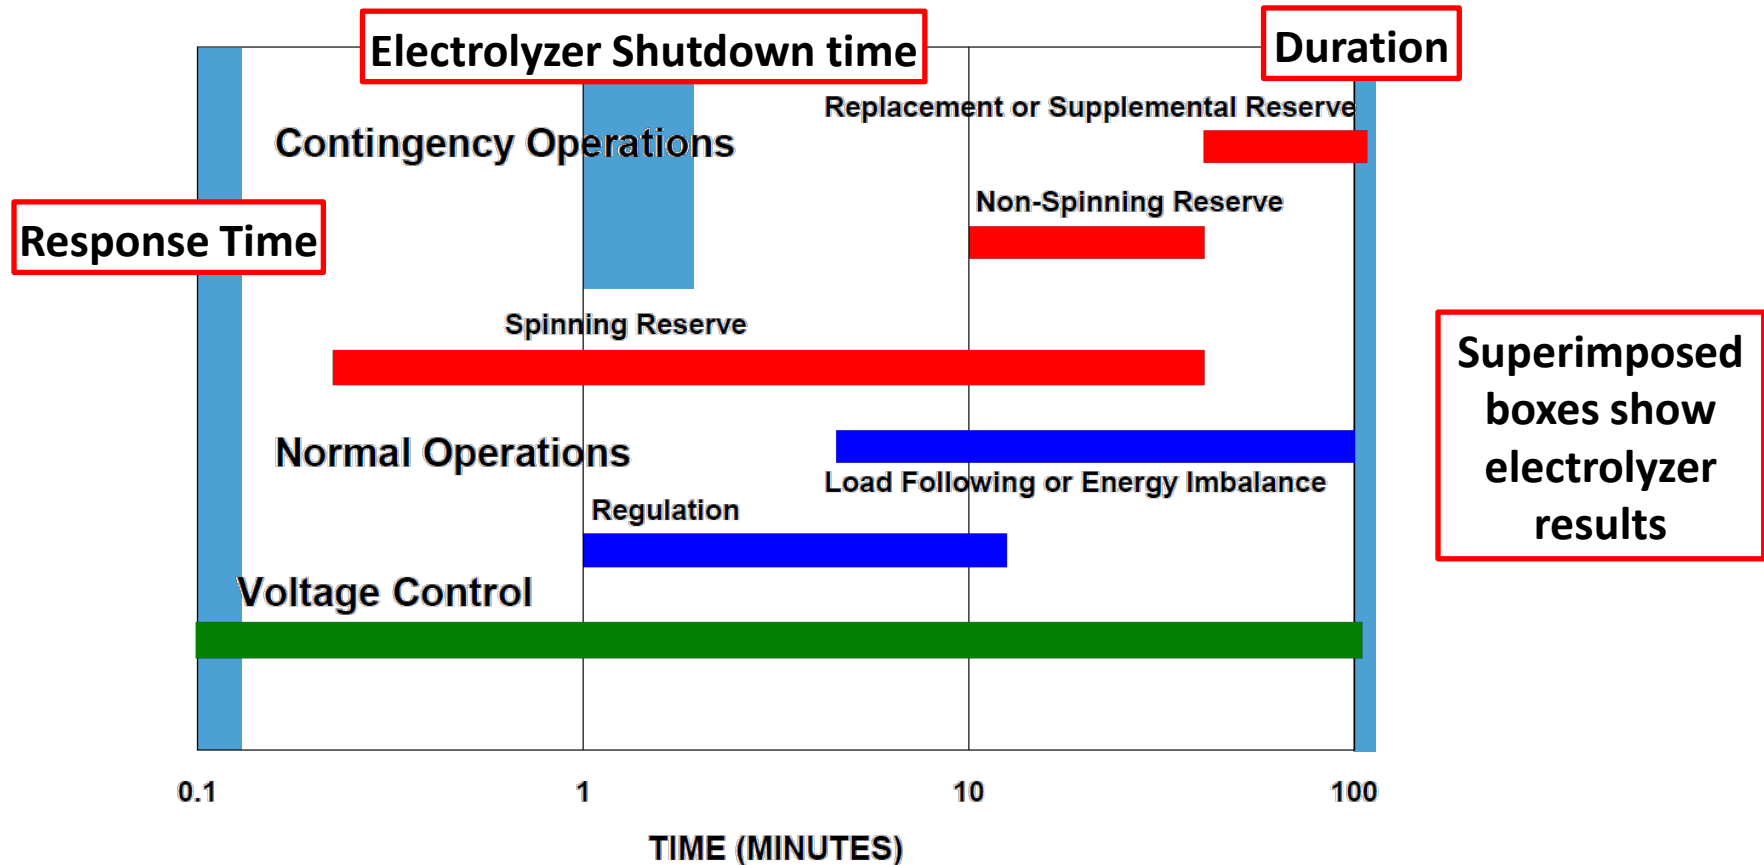 Electrolyzer Shutdown time
Duration
Replacement or Supplemental Reserve
Contingency Operations
Non-Spinning Reserve
Response Time
Spinning Reserve
Superimposed
boxes show
electrolyzer
results
Normal Operations
Load Following or Energy Imbalance
Regulation
Voltage Control
0.1
1
10
100
TIME (MINUTES)